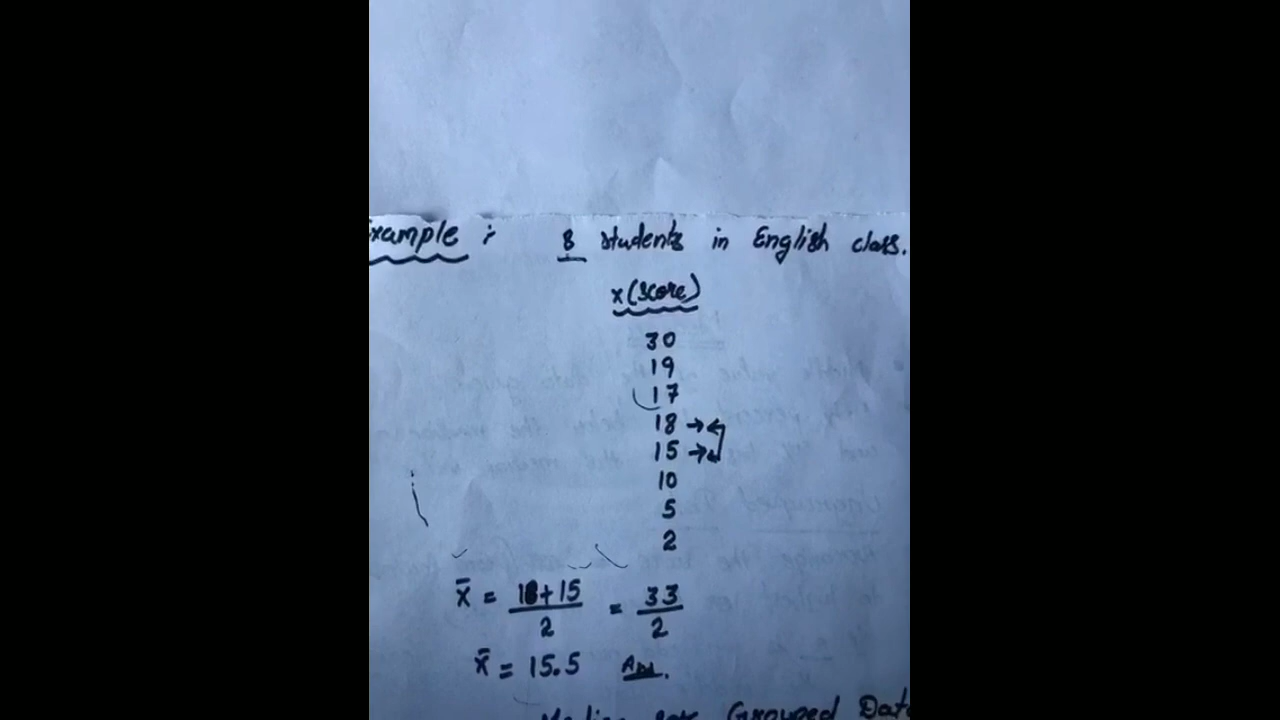 Example :
8 students in English class.
x (score)
30
19
17
18
15
10
5
2
x̄ = 18+15 / 2 = 33 / 2
x̄ = 15.5 Ans.
Grouped Data